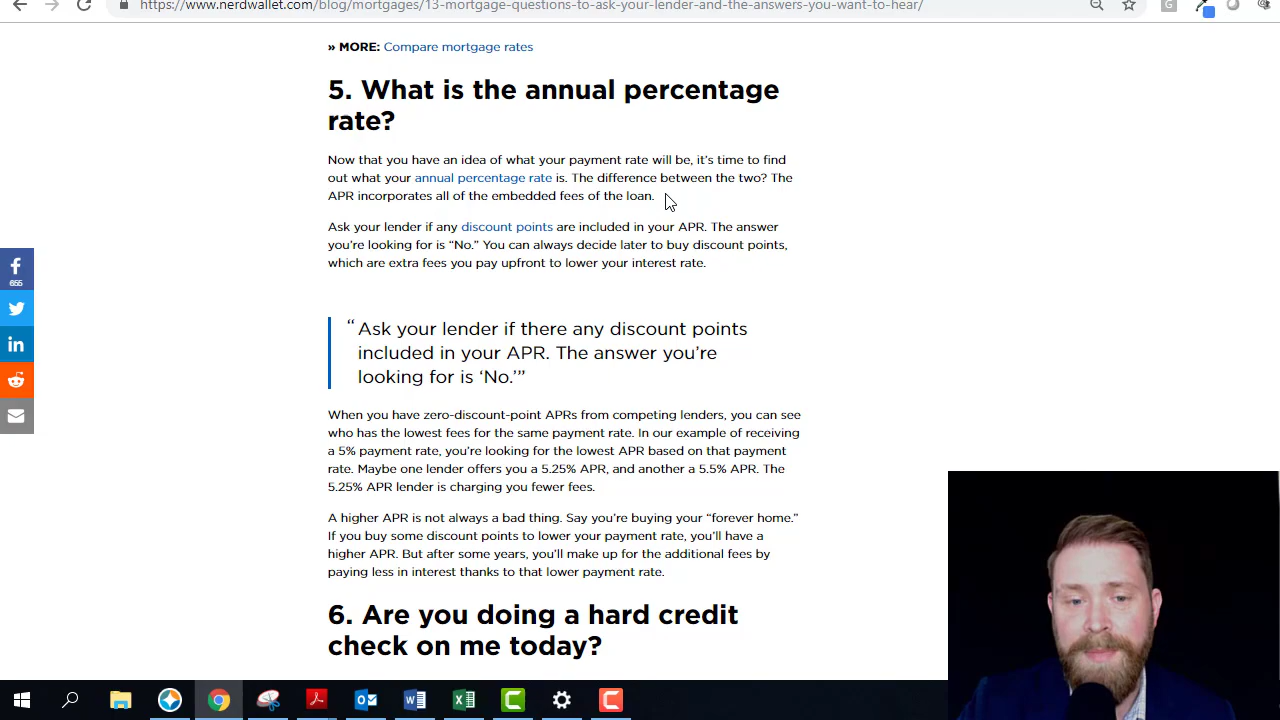 https://www.nerdwallet.com/blog/mortgages/13-mortgage-questions-to-ask-your-lender-and-the-answers-you-want-to-hear/
» MORE: Compare mortgage rates
5. What is the annual percentage
rate?
Now that you have an idea of what your payment rate will be, it’s time to find
out what your annual percentage rate is. The difference between the two? The
APR incorporates all of the embedded fees of the loan.
Ask your lender if any discount points are included in your APR. The answer
you’re looking for is “No.” You can always decide later to buy discount points,
which are extra fees you pay upfront to lower your interest rate.
655
“ Ask your lender if there any discount points
included in your APR. The answer you’re
looking for is ‘No.’”
When you have zero-discount-point APRs from competing lenders, you can see
who has the lowest fees for the same payment rate. In our example of receiving
a 5% payment rate, you’re looking for the lowest APR based on that payment
rate. Maybe one lender offers you a 5.25% APR, and another a 5.5% APR. The
5.25% APR lender is charging you fewer fees.
A higher APR is not always a bad thing. Say you’re buying your “forever home.”
If you buy some discount points to lower your payment rate, you’ll have a
higher APR. But after some years, you’ll make up for the additional fees by
paying less in interest thanks to that lower payment rate.
6. Are you doing a hard credit
check on me today?